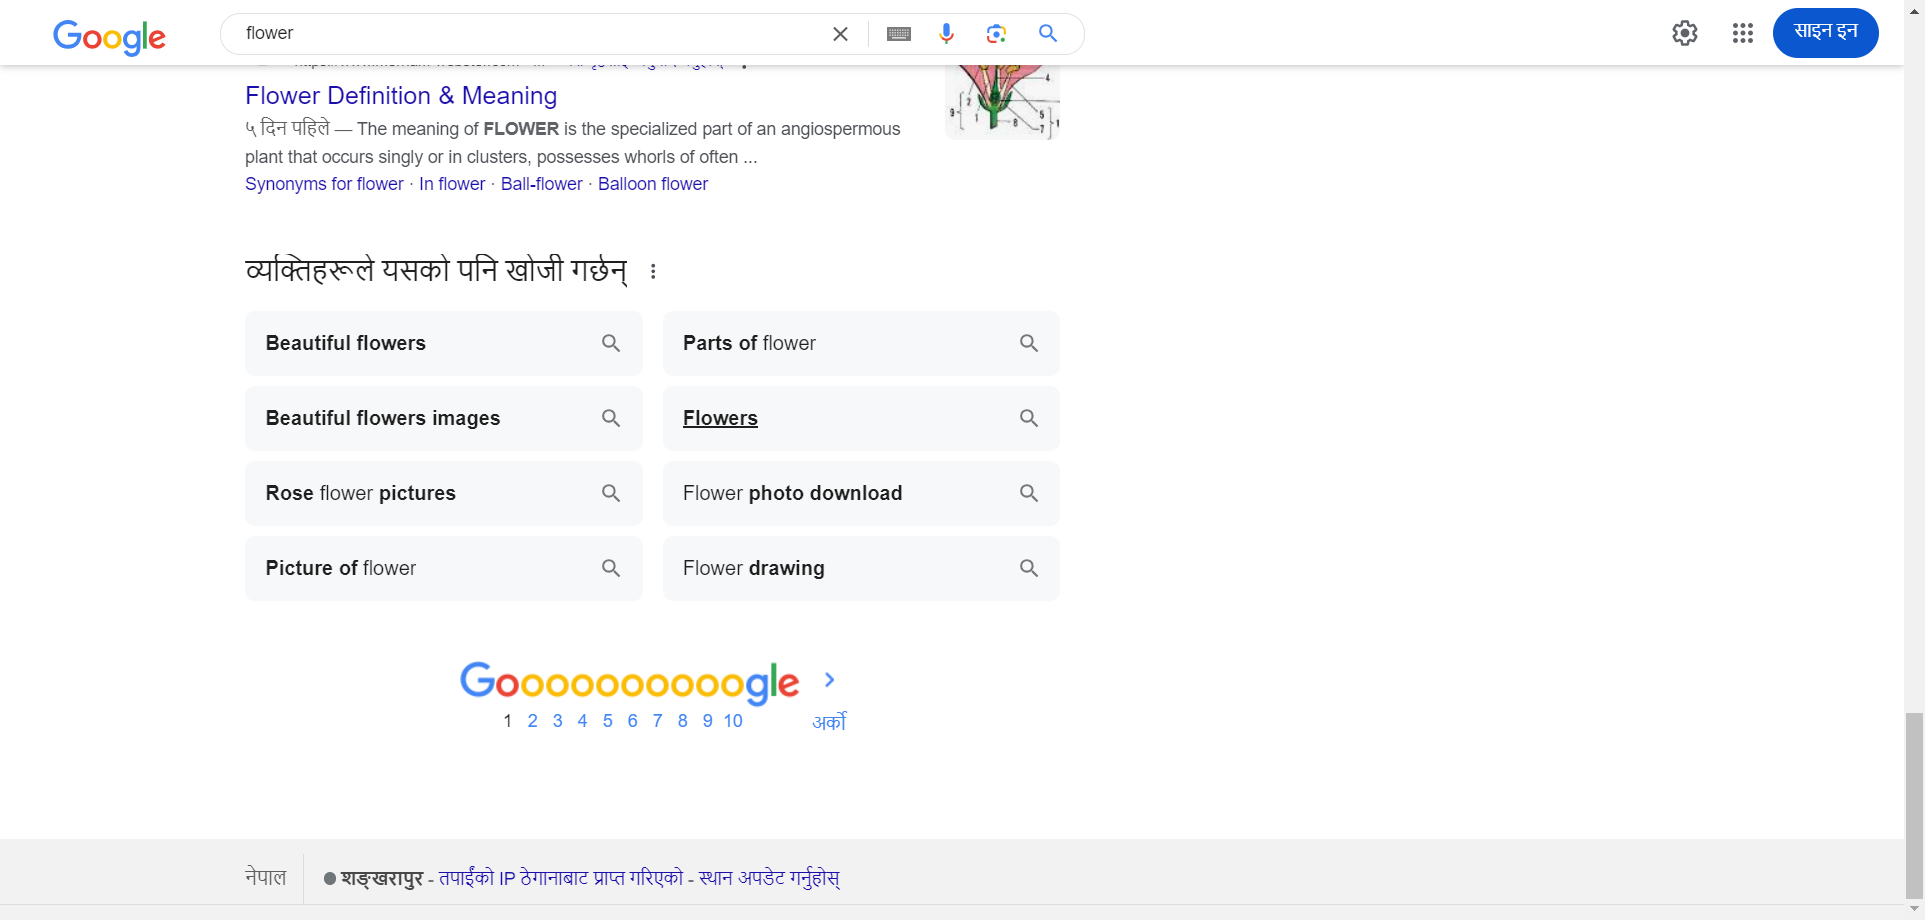 Google
flower
साइन इन
Flower Definition & Meaning
५ दिन पहिले — The meaning of FLOWER is the specialized part of an angiospermous
plant that occurs singly or in clusters, possesses whorls of often ...
Synonyms for flower · In flower · Ball-flower · Balloon flower
व्यक्तिहरूले यसको पनि खोजी गर्छन्
Beautiful flowers
Parts of flower
Beautiful flowers images
Flowers
Rose flower pictures
Flower photo download
Picture of flower
Flower drawing
Goooooooooogle
1 2 3 4 5 6 7 8 9 10 अर्को
नेपाल
शङ्खरापुर - तपाईंको IP ठेगानाबाट प्राप्त गरिएको - स्थान अपडेट गर्नुहोस्